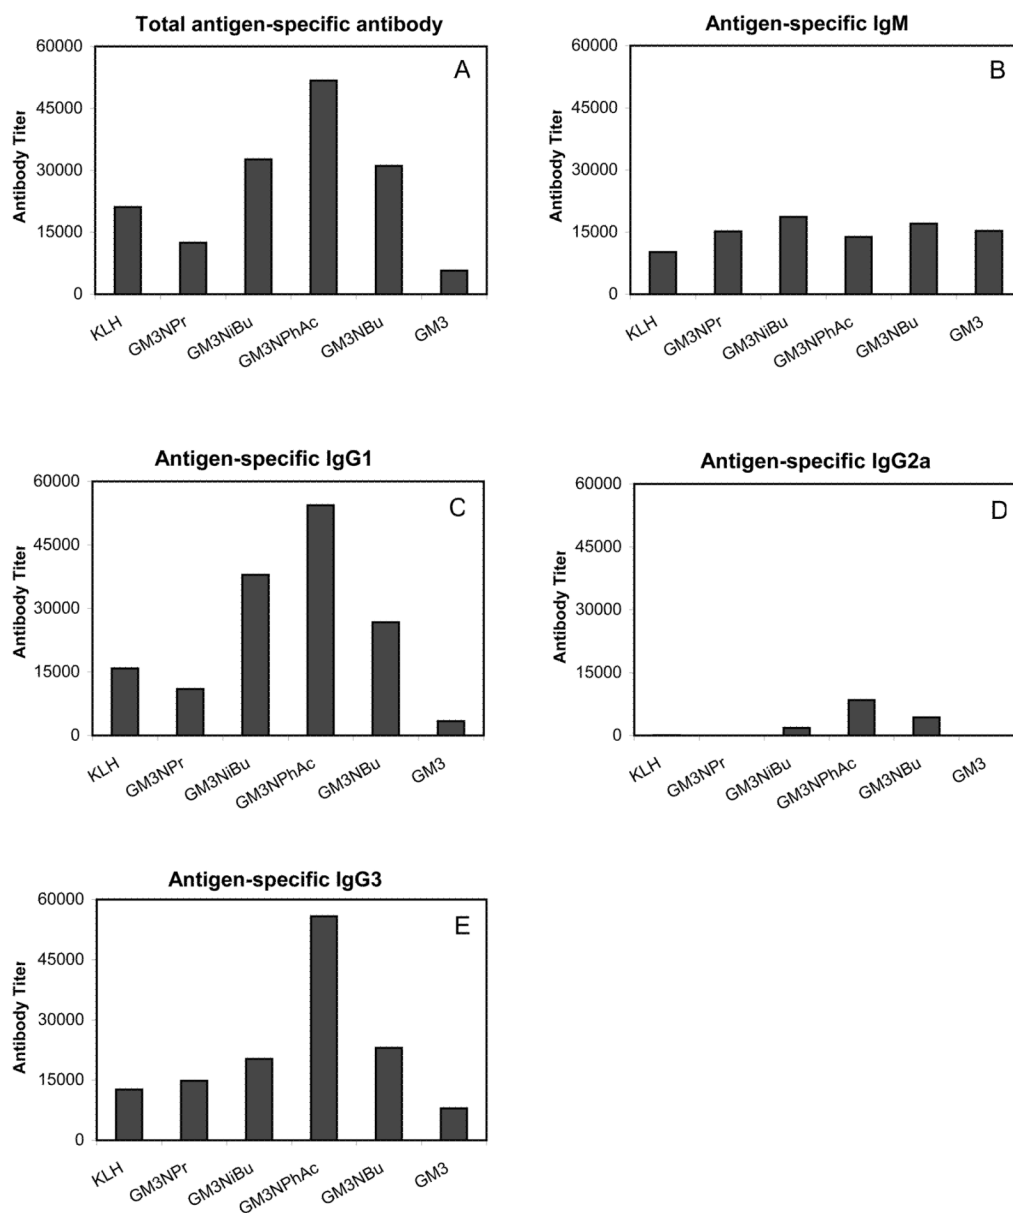 Total antigen-specific antibody
A
Antibody Titer
60000
45000
30000
15000
0
KLH
GM3NPr
GM3NiBu
GM3NPhAc
GM3NBu
GM3
Antigen-specific IgM
B
Antibody Titer
60000
45000
30000
15000
0
KLH
GM3NPr
GM3NiBu
GM3NPhAc
GM3NBu
GM3
Antigen-specific IgG1
C
Antibody Titer
60000
45000
30000
15000
0
KLH
GM3NPr
GM3NiBu
GM3NPhAc
GM3NBu
GM3
Antigen-specific IgG2a
D
Antibody Titer
60000
45000
30000
15000
0
KLH
GM3NPr
GM3NiBu
GM3NPhAc
GM3NBu
GM3
Antigen-specific IgG3
E
Antibody Titer
60000
45000
30000
15000
0
KLH
GM3NPr
GM3NiBu
GM3NPhAc
GM3NBu
GM3